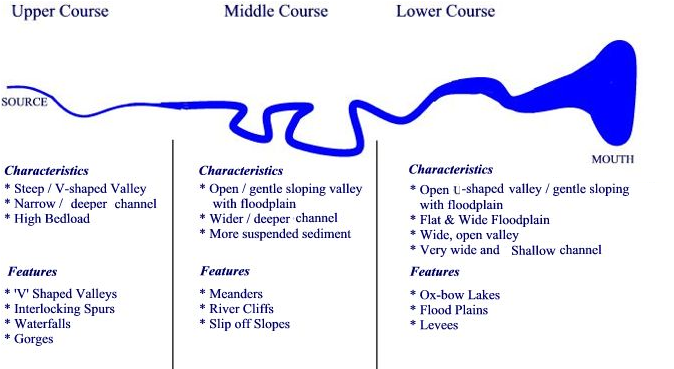 Upper Course
Middle Course
Lower Course
SOURCE
MOUTH
Characteristics
* Steep / V-shaped Valley
* Narrow / deeper channel
* High Bedload
Features
* 'V' Shaped Valleys
* Interlocking Spurs
* Waterfalls
* Gorges
Characteristics
* Open / gentle sloping valley
with floodplain
* Wider / deeper channel
* More suspended sediment
Features
* Meanders
* River Cliffs
* Slip off Slopes
Characteristics
* Open U-shaped valley / gentle sloping
with floodplain
* Flat & Wide Floodplain
* Wide, open valley
* Very wide and Shallow channel
Features
* Ox-bow Lakes
* Flood Plains
* Levees